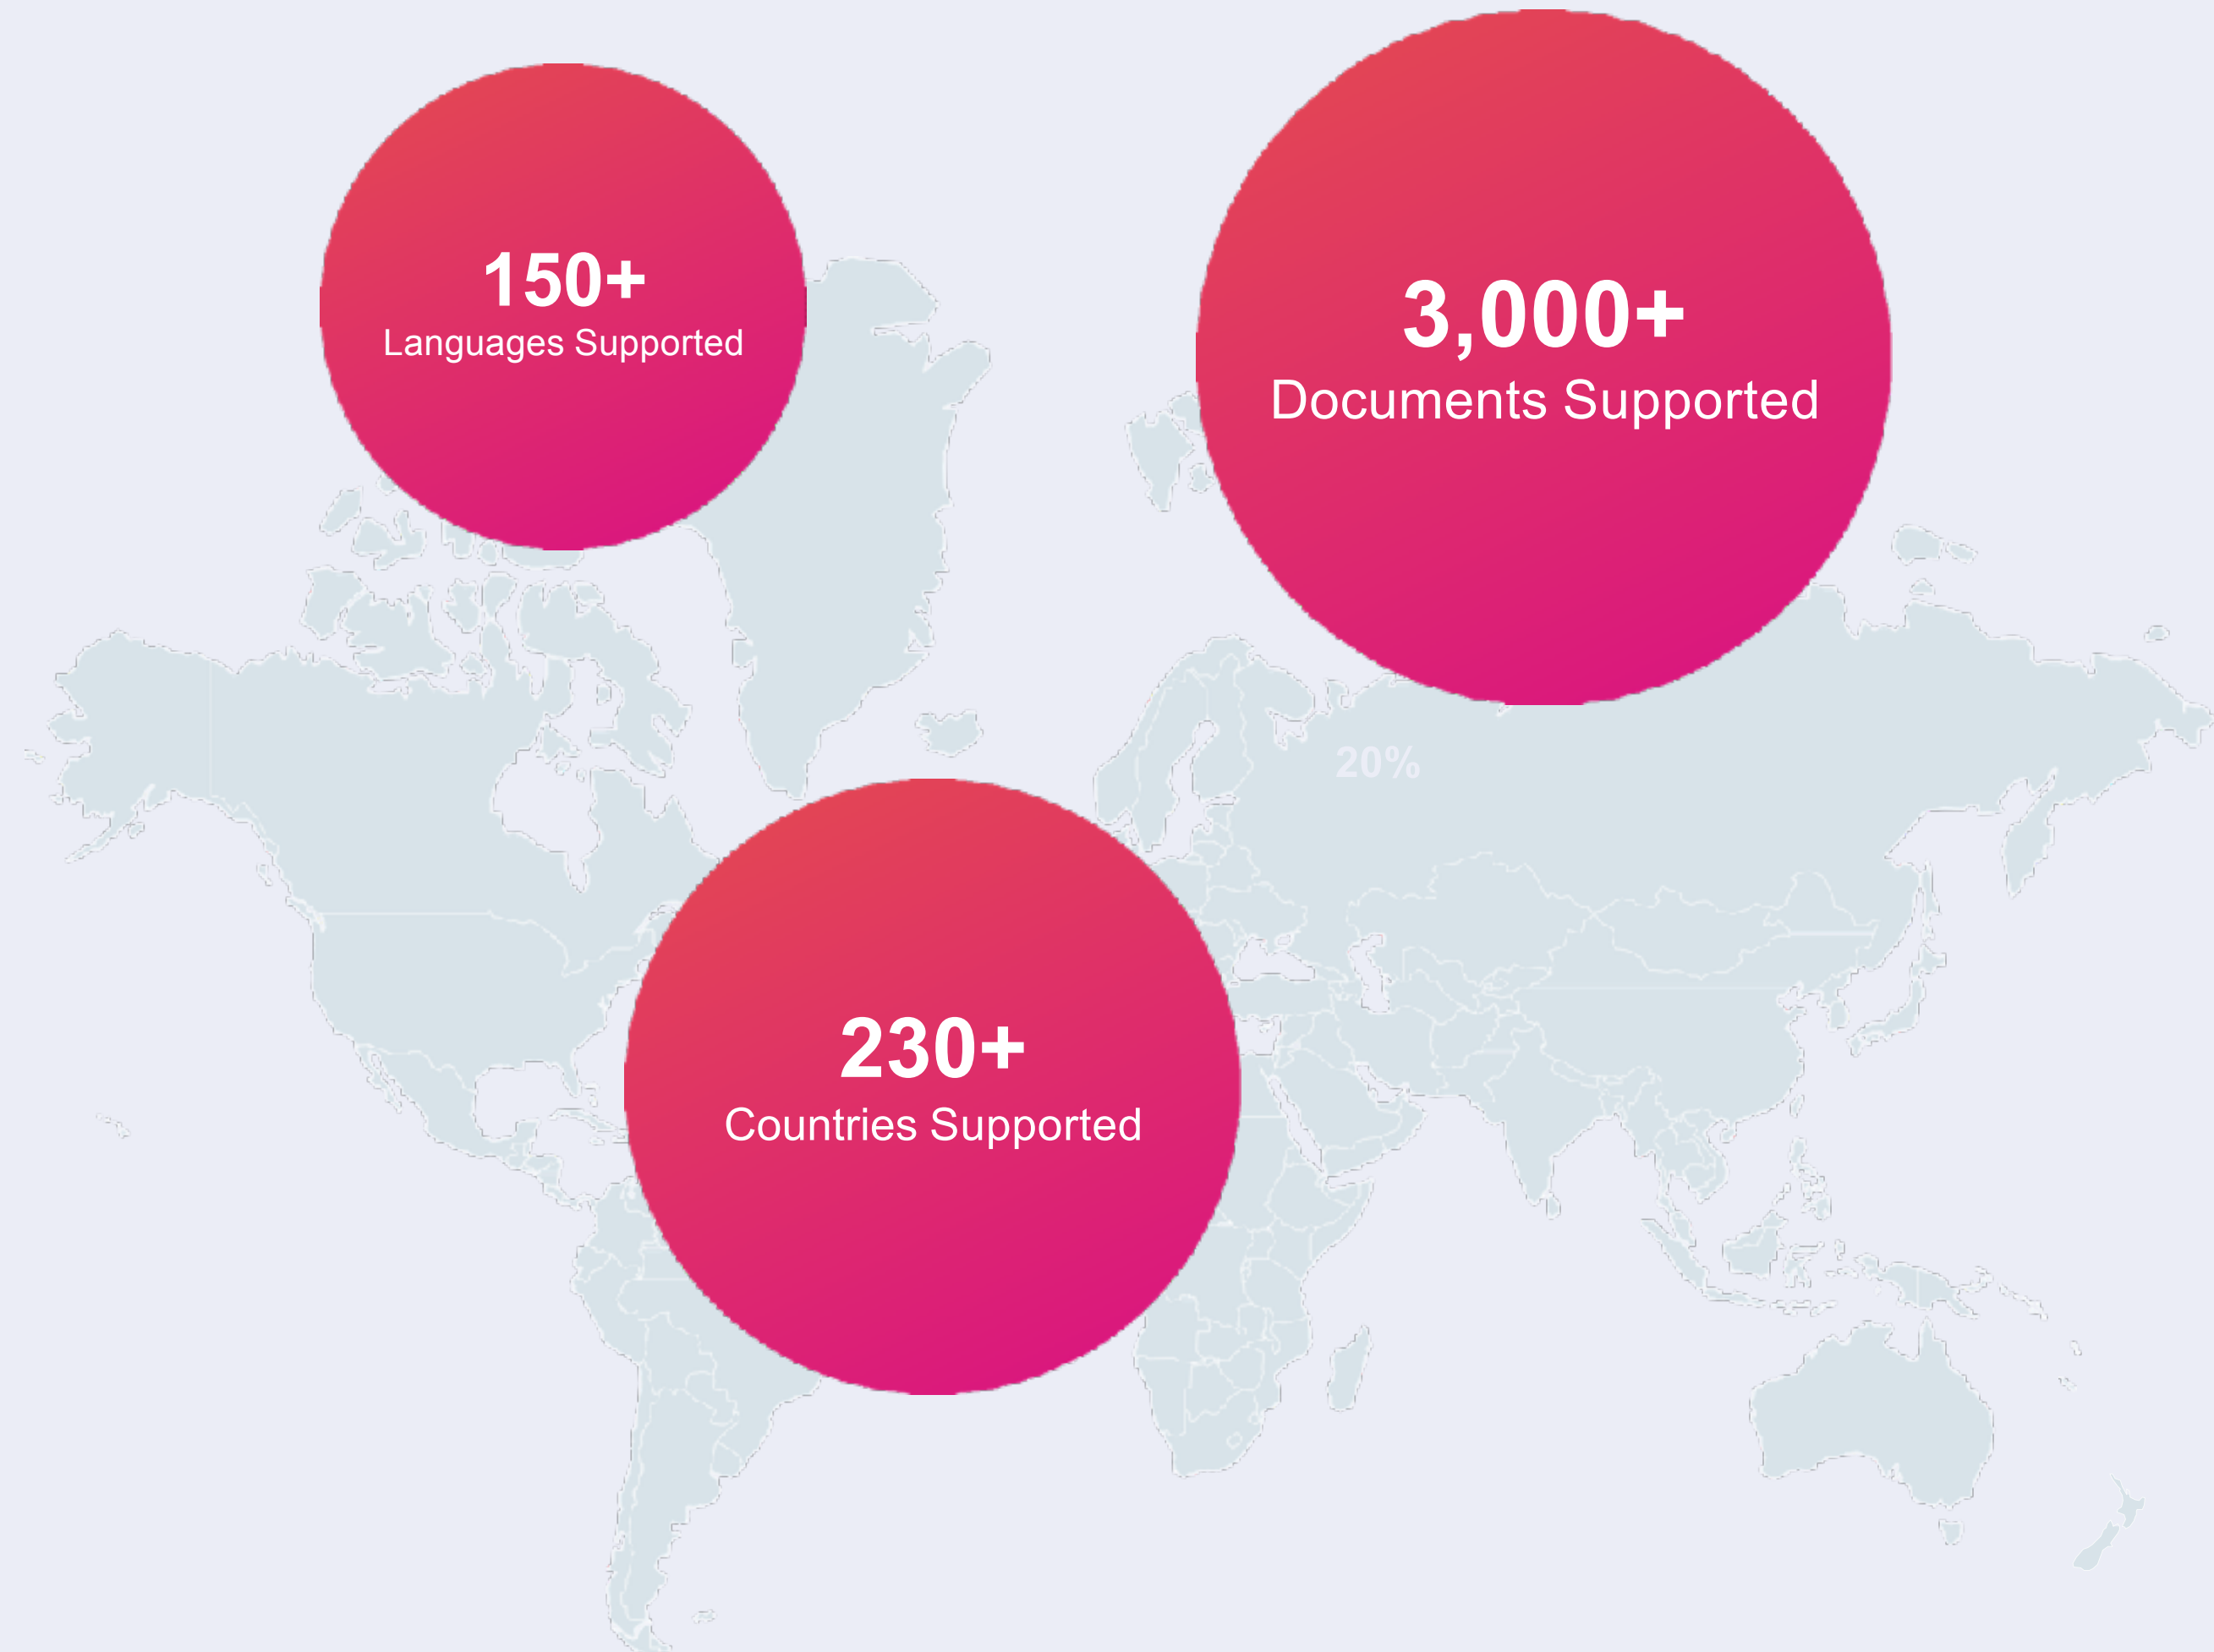 150+
Languages Supported
3,000+
Documents Supported
20%
230+
Countries Supported